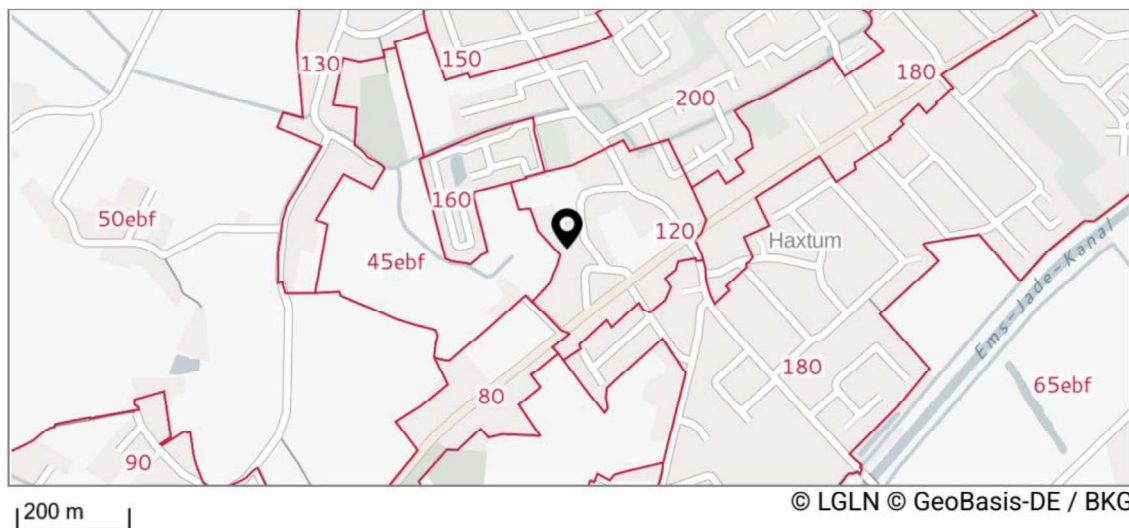 130
150
180
200
160
50ebf
45ebf
120
Haxtum
Ems-Jade-Kanal
180
65ebf
80
90
200 m
© LGLN © GeoBasis-DE / BKG